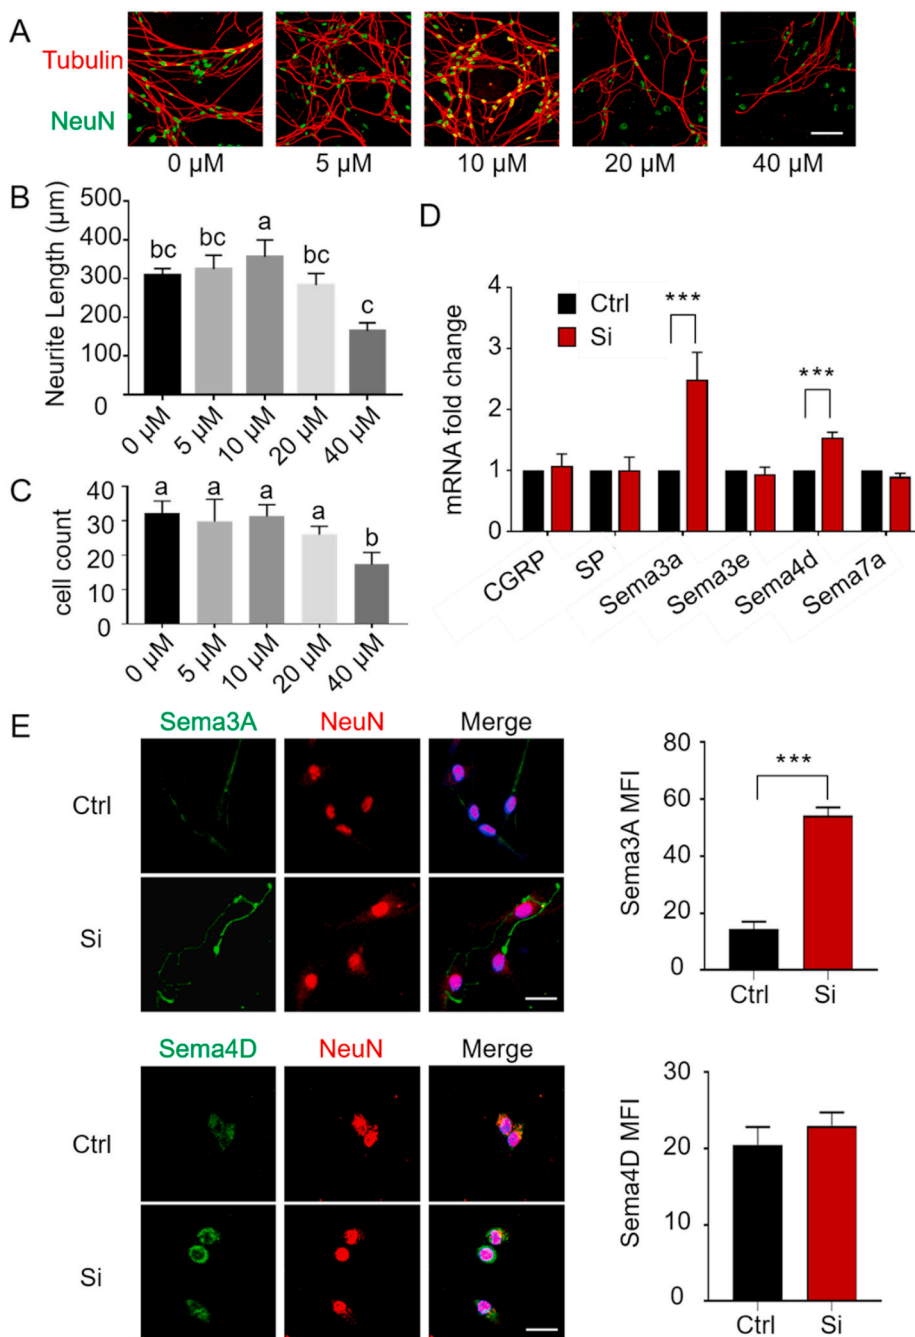 A
Tubulin
NeuN
0 μM
5 μM
10 μM
20 μM
40 μM
B
Neurite Length (μm)
500
400
300
200
100
0
bc
bc
a
bc
c
0 μM
5 μM
10 μM
20 μM
40 μM
C
cell count
40
30
20
10
0
a
a
a
a
b
0 μM
5 μM
10 μM
20 μM
40 μM
D
mRNA fold change
4
2
1
0
Ctrl
Si
***
***
CGRP
SP
Sema3a
Sema3e
Sema4d
Sema7a
E
Sema3A
NeuN
Merge
Ctrl
Si
Sema3A MFI
80
60
40
20
0
***
Ctrl
Si
Sema4D
NeuN
Merge
Ctrl
Si
Sema4D MFI
30
20
10
0
Ctrl
Si